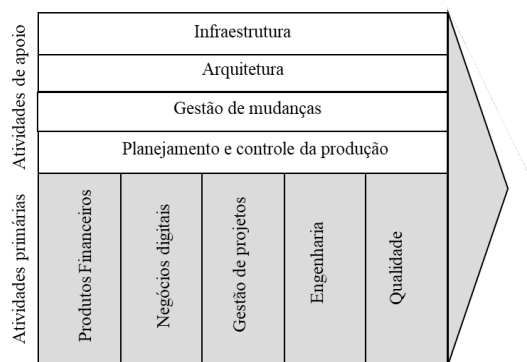 Atividades de apoio
Infraestrutura
Arquitetura
Gestão de mudanças
Planejamento e controle da produção
Atividades primárias
Produtos Financeiros
Negócios digitais
Gestão de projetos
Engenharia
Qualidade